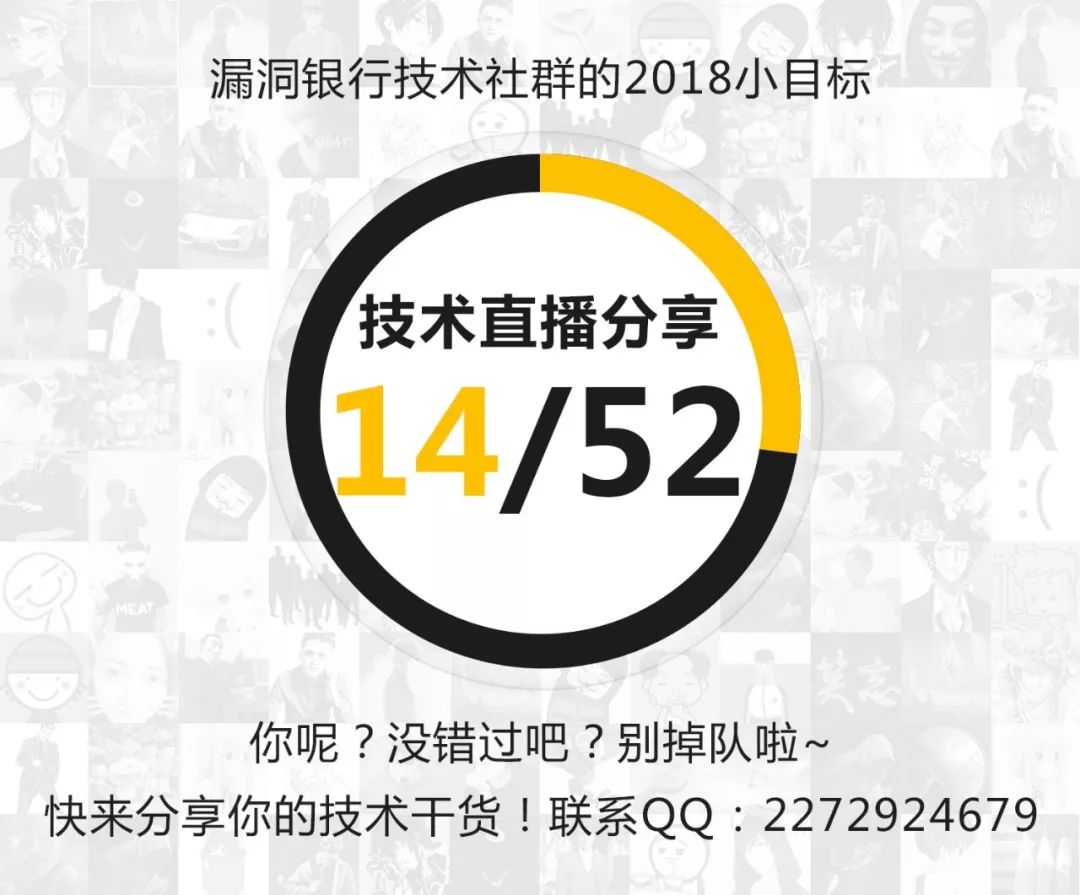 漏洞银行技术社群的2018小目标
技术直播分享
14/52
MEAT
你呢？没错过吧？别掉队啦~
快来分享你的技术干货！联系QQ：2272924679